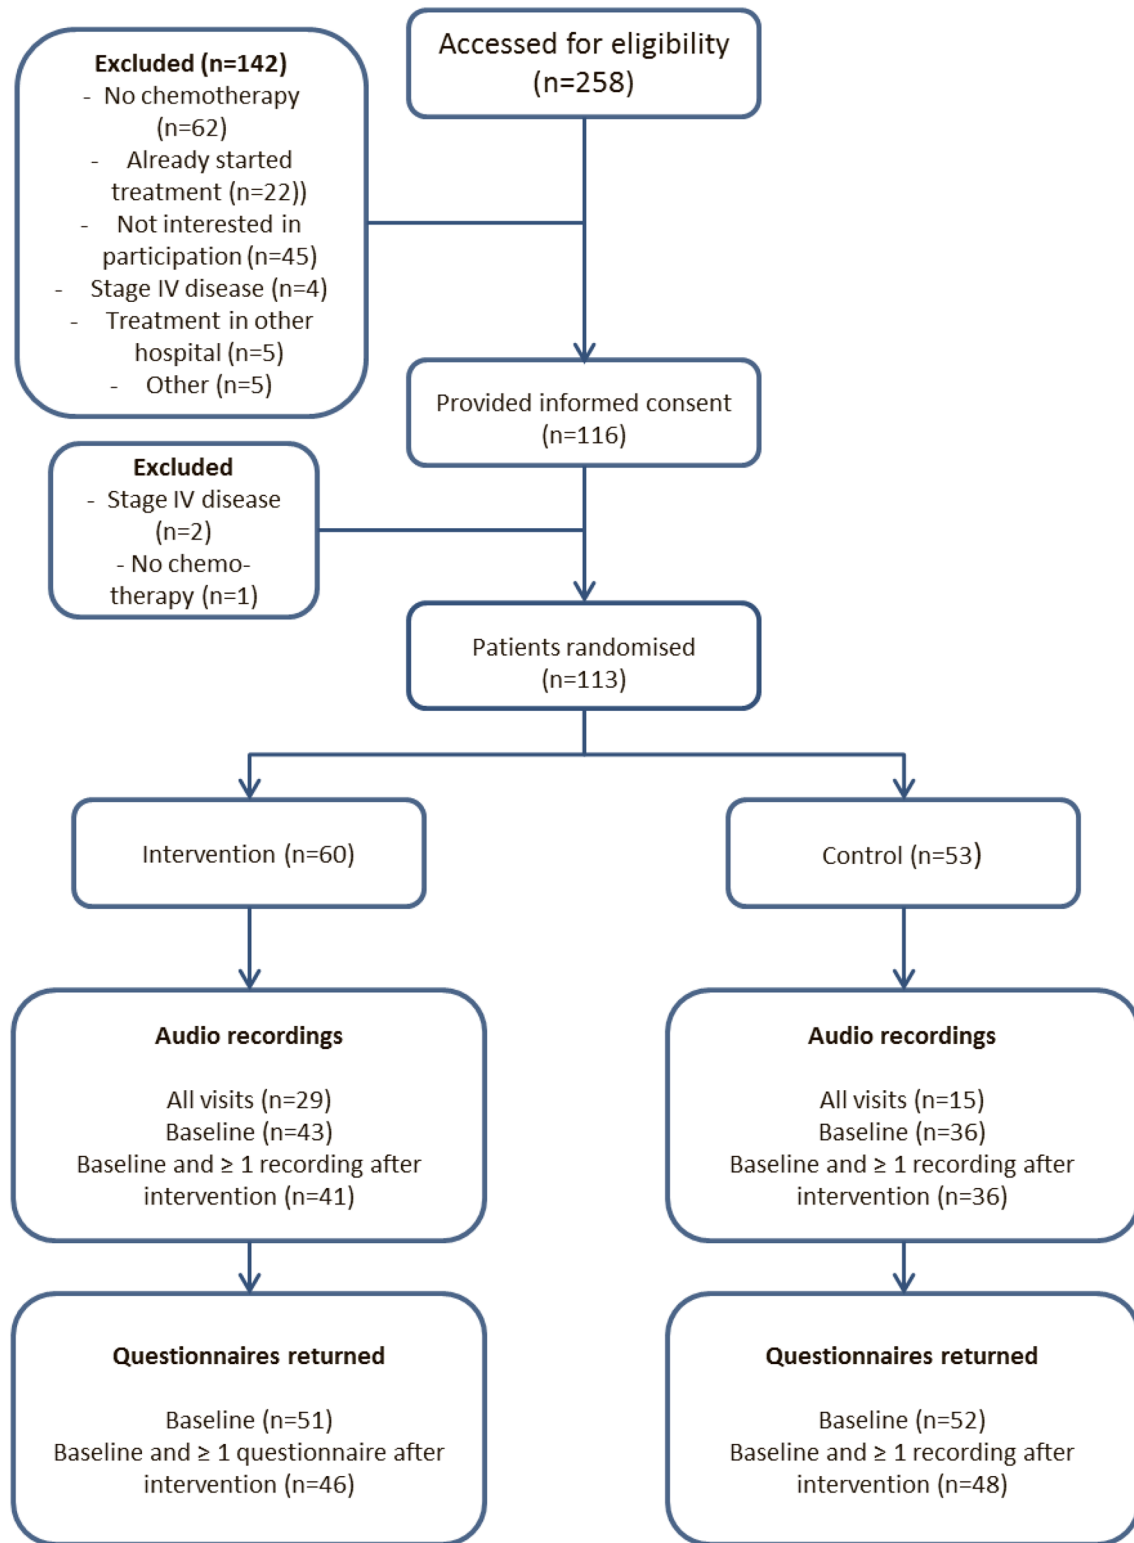 Accessed for eligibility
(n=258)
Excluded (n=142)
- No chemotherapy
(n=62)
- Already started
treatment (n=22))
- Not interested in
participation (n=45)
- Stage IV disease (n=4)
- Treatment in other
hospital (n=5)
- Other (n=5)
Provided informed consent
(n=116)
Excluded
- Stage IV disease
(n=2)
- No chemo-
therapy (n=1)
Patients randomised
(n=113)
Intervention (n=60)
Control (n=53)
Audio recordings
All visits (n=29)
Baseline (n=43)
Baseline and ≥ 1 recording after
intervention (n=41)
Audio recordings
All visits (n=15)
Baseline (n=36)
Baseline and ≥ 1 recording after
intervention (n=36)
Questionnaires returned
Baseline (n=51)
Baseline and ≥ 1 questionnaire after
intervention (n=46)
Questionnaires returned
Baseline (n=52)
Baseline and ≥ 1 recording after
intervention (n=48)